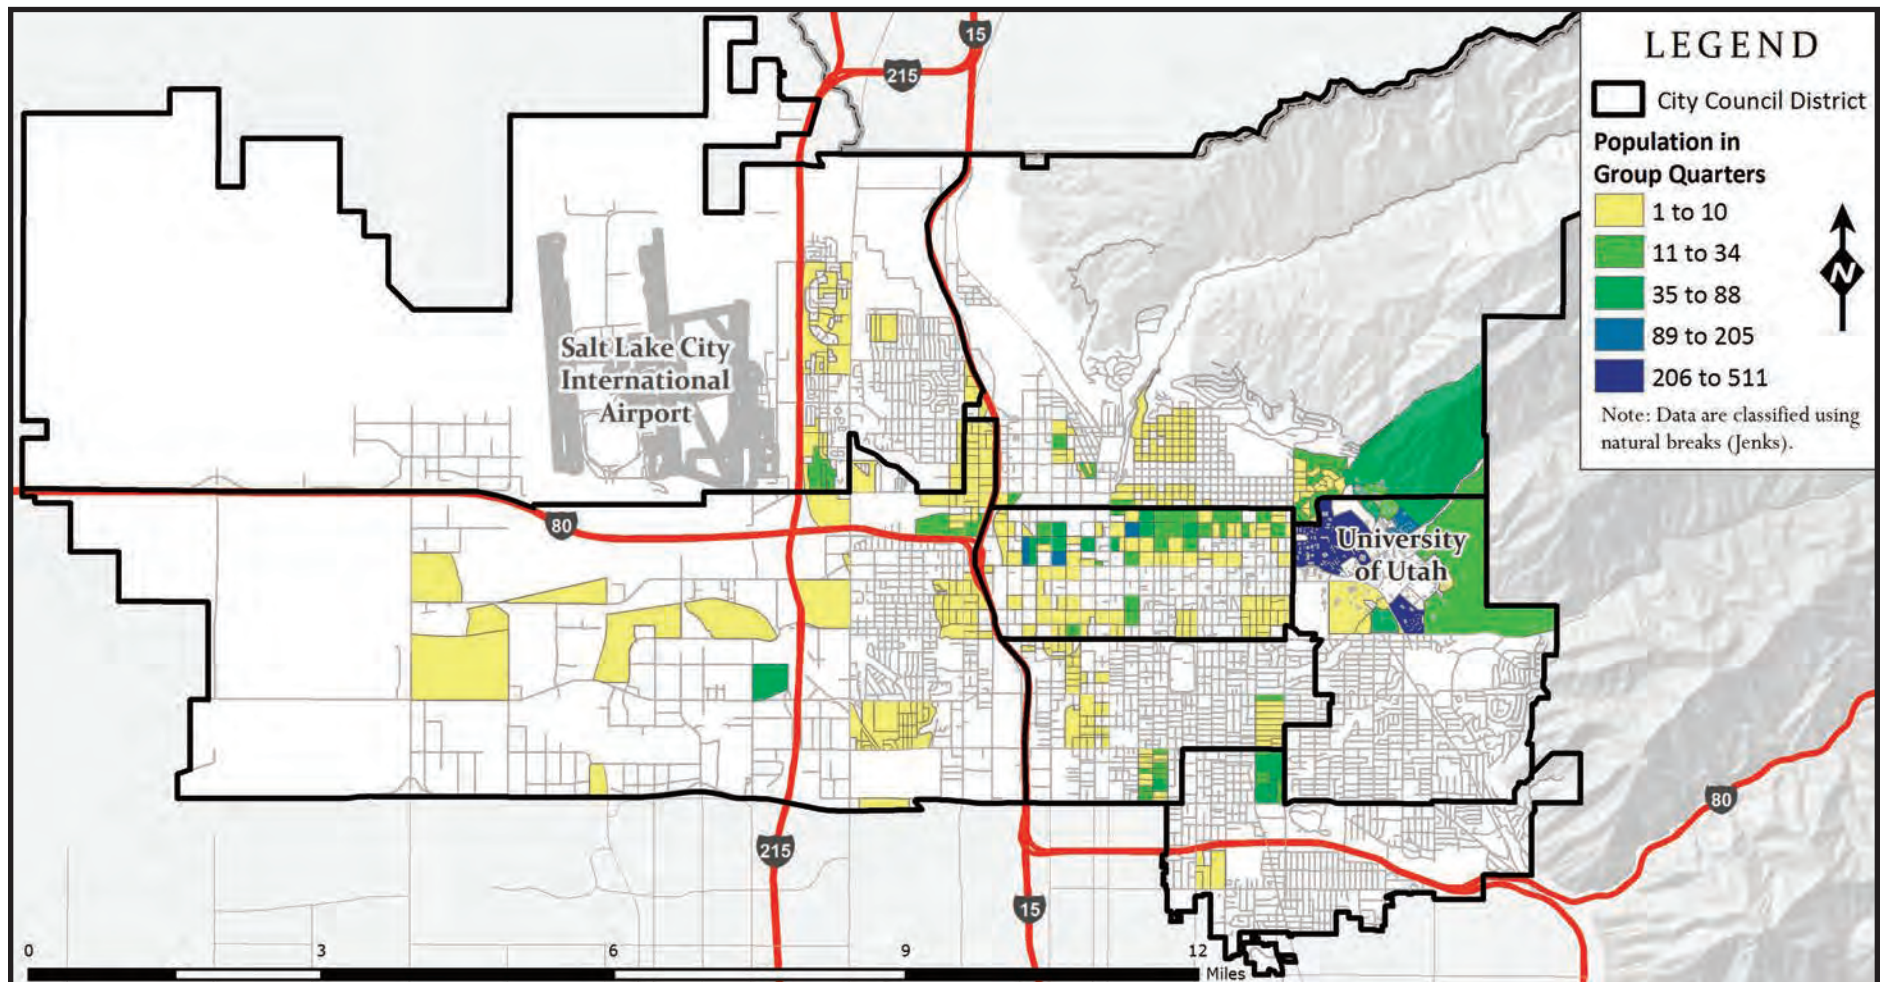 15
215
LEGEND
City Council District
Population in
Group Quarters
1 to 10
11 to 34
35 to 88
89 to 205
206 to 511
Note: Data are classified using
natural breaks (Jenks).
N
Salt Lake City
International
Airport
80
University
of Utah
80
215
15
0 3 6 9 12
Miles